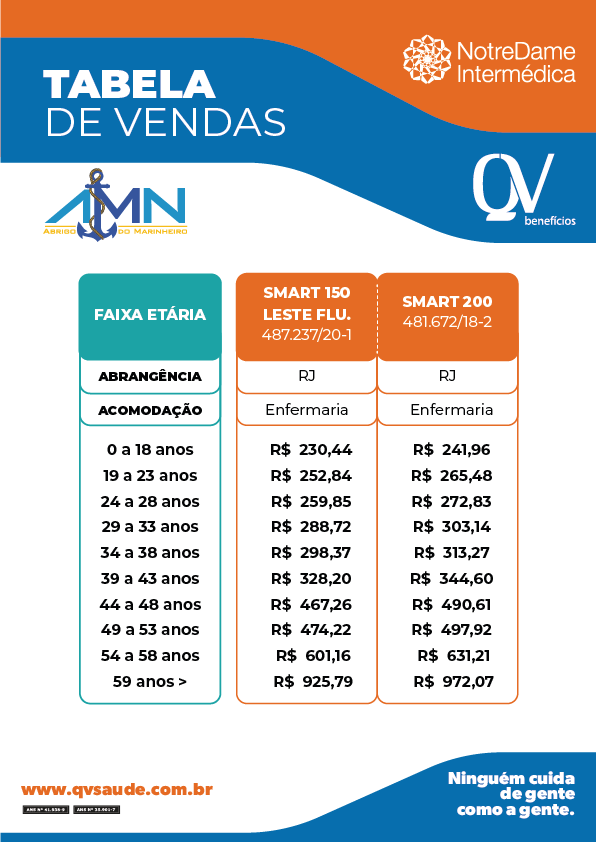 TABELA
DE VENDAS
NotreDame
Intermédica
AMN
ABRIGO DO MARINHEIRO
QV
benefícios
FAIXA ETÁRIA
SMART 150
LESTE FLU.
487.237/20-1
SMART 200
481.672/18-2
ABRANGÊNCIA RJ RJ
ACOMODAÇÃO Enfermaria Enfermaria
0 a 18 anos R$ 230,44 R$ 241,96
19 a 23 anos R$ 252,84 R$ 265,48
24 a 28 anos R$ 259,85 R$ 272,83
29 a 33 anos R$ 288,72 R$ 303,14
34 a 38 anos R$ 298,37 R$ 313,27
39 a 43 anos R$ 328,20 R$ 344,60
44 a 48 anos R$ 467,26 R$ 490,61
49 a 53 anos R$ 474,22 R$ 497,92
54 a 58 anos R$ 601,16 R$ 631,21
59 anos > R$ 925,79 R$ 972,07
www.qvsaude.com.br
ANS Nº 35.901-7
Ninguém cuida
de gente
como a gente.